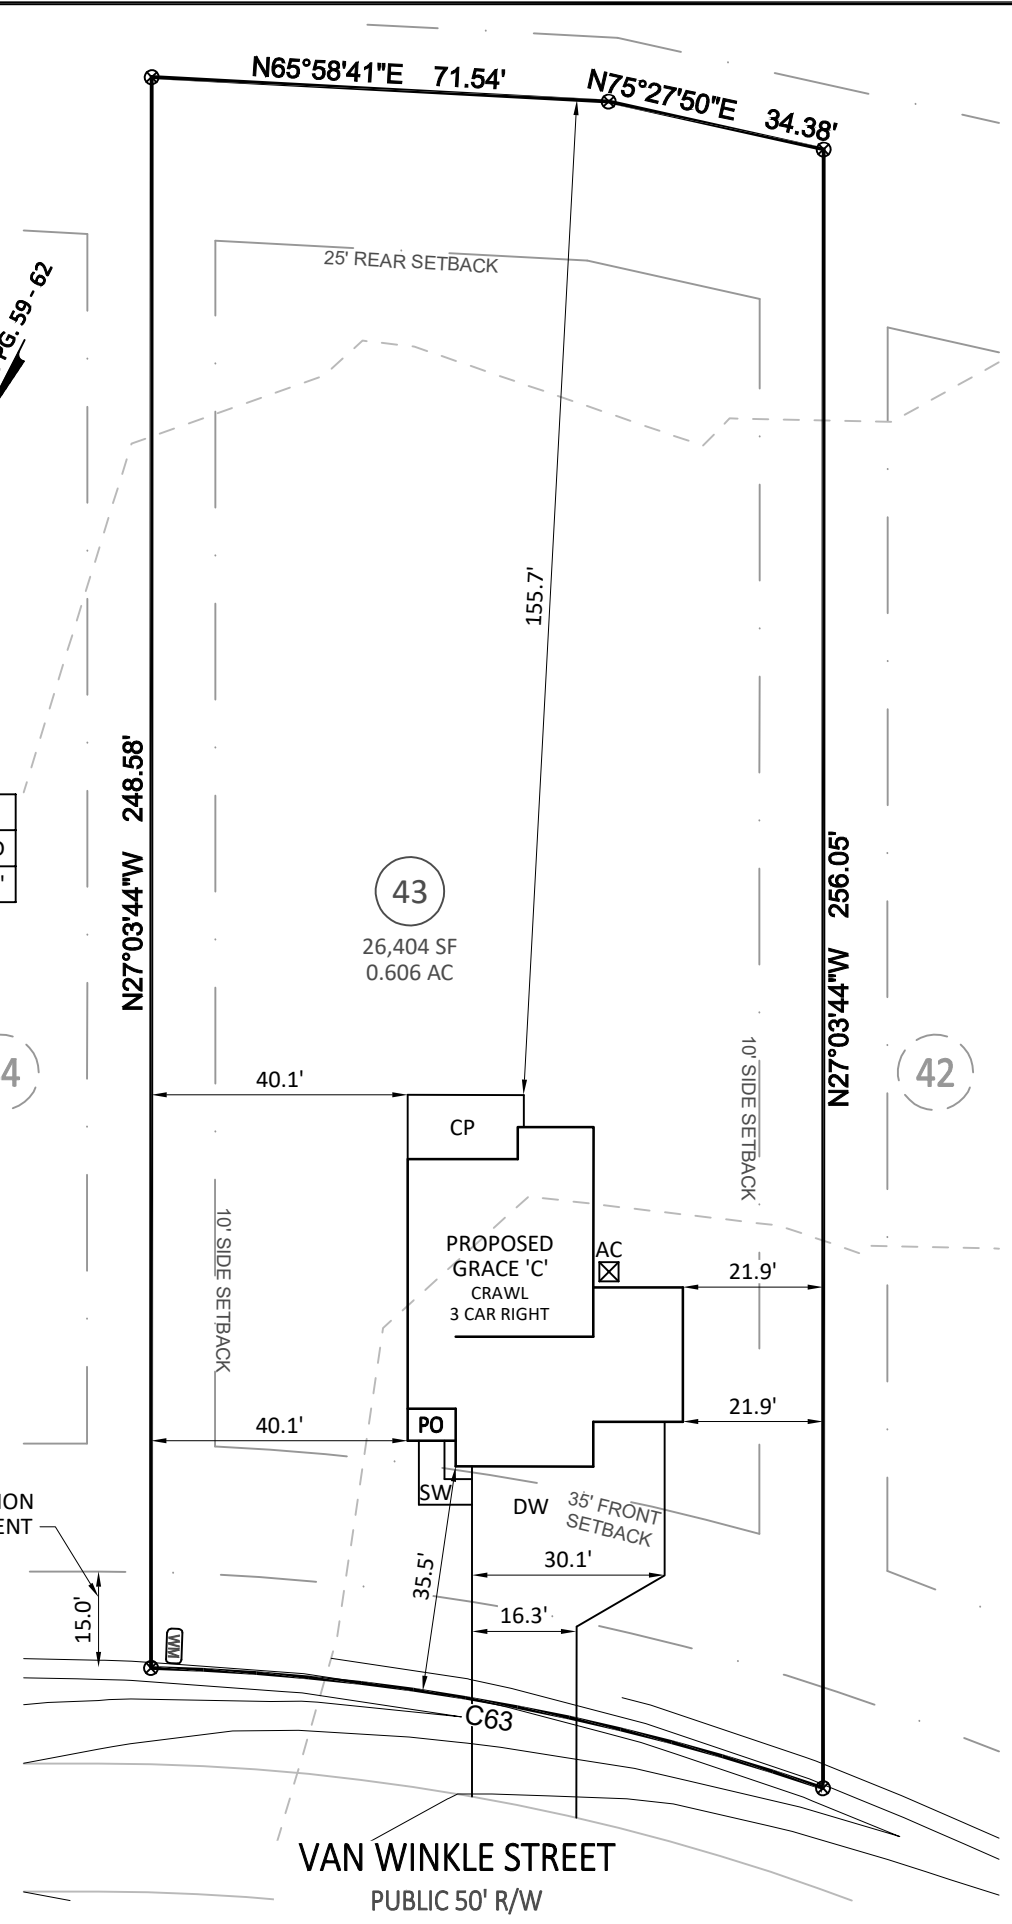 N65°58'41"E 71.54'
N75°27'50"E 34.38'
25' REAR SETBACK
PG. 59 - 62
155.7'
N27°03'44"W 248.58'
N27°03'44"W 256.05'
43
26,404 SF
0.606 AC
4
42
10' SIDE SETBACK
40.1'
CP
PROPOSED
GRACE 'C'
CRAWL
3 CAR RIGHT
AC
21.9'
10' SIDE SETBACK
21.9'
40.1'
PO
SW
DW
35' FRONT
SETBACK
ION
ENT
30.1'
35.5'
15.0'
16.3'
WM
C63
VAN WINKLE STREET
PUBLIC 50' R/W